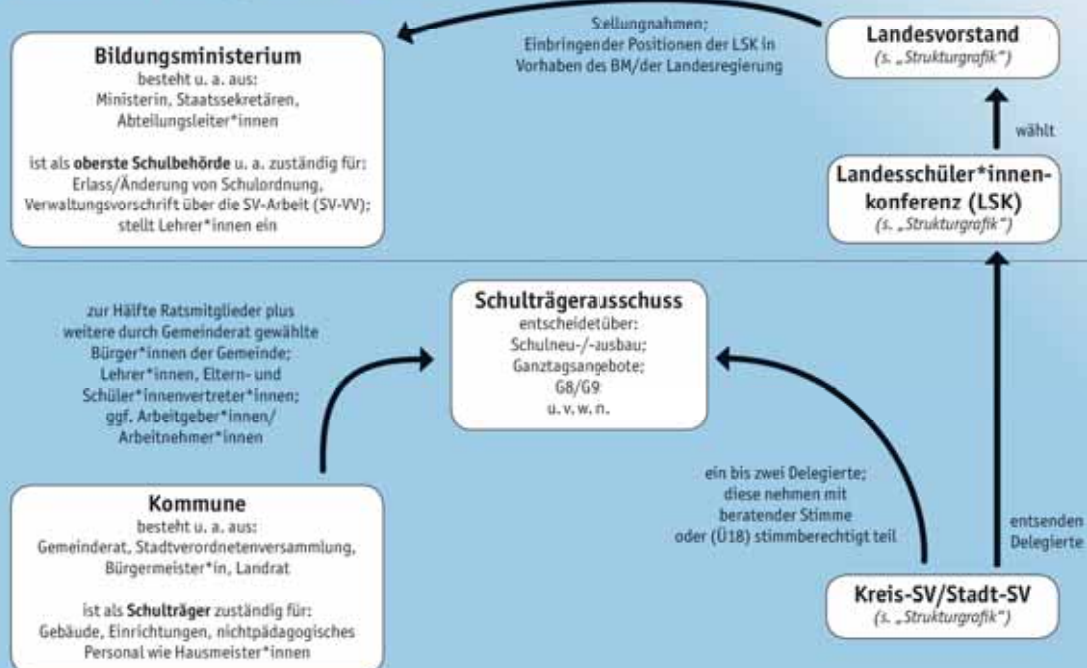 Bildungsministerium
besteht u. a. aus:
Ministerin, Staatssekretären,
Abteilungsleiter*innen
ist als oberste Schulbehörde u. a. zuständig für:
Erlass/Änderung von Schulordnung,
Verwaltungsvorschrift über die SV-Arbeit (SV-VV);
stellt Lehrer*innen ein
Stellungnahmen;
Einbringender Positionen der LSK in
Vorhaben des BM/der Landesregierung
Landesvorstand
(s. „Strukturgrafik")
wählt
Landesschüler*innen-
konferenz (LSK)
(s. „Strukturgrafik")
zur Hälfte Ratsmitglieder plus
weitere durch Gemeinderat gewählte
Bürger*innen der Gemeinde;
Lehrer*innen, Eltern- und
Schüler*innenvertreter*innen;
ggf. Arbeitgeber*innen/
Arbeitnehmer*innen
Schulträgerausschuss
entscheidetüber:
Schulneu-/-ausbau;
Ganztagsangebote;
G8/G9
u. v. w. n.
Kommune
besteht u. a. aus:
Gemeinderat, Stadtverordnetenversammlung,
Bürgermeister*in, Landrat
ist als Schulträger zuständig für:
Gebäude, Einrichtungen, nichtpädagogisches
Personal wie Hausmeister*innen
ein bis zwei Delegierte;
diese nehmen mit
beratender Stimme
oder (Ü18) stimmberechtigt teil
entsenden
Delegierte
Kreis-SV/Stadt-SV
(s. „Strukturgrafik")